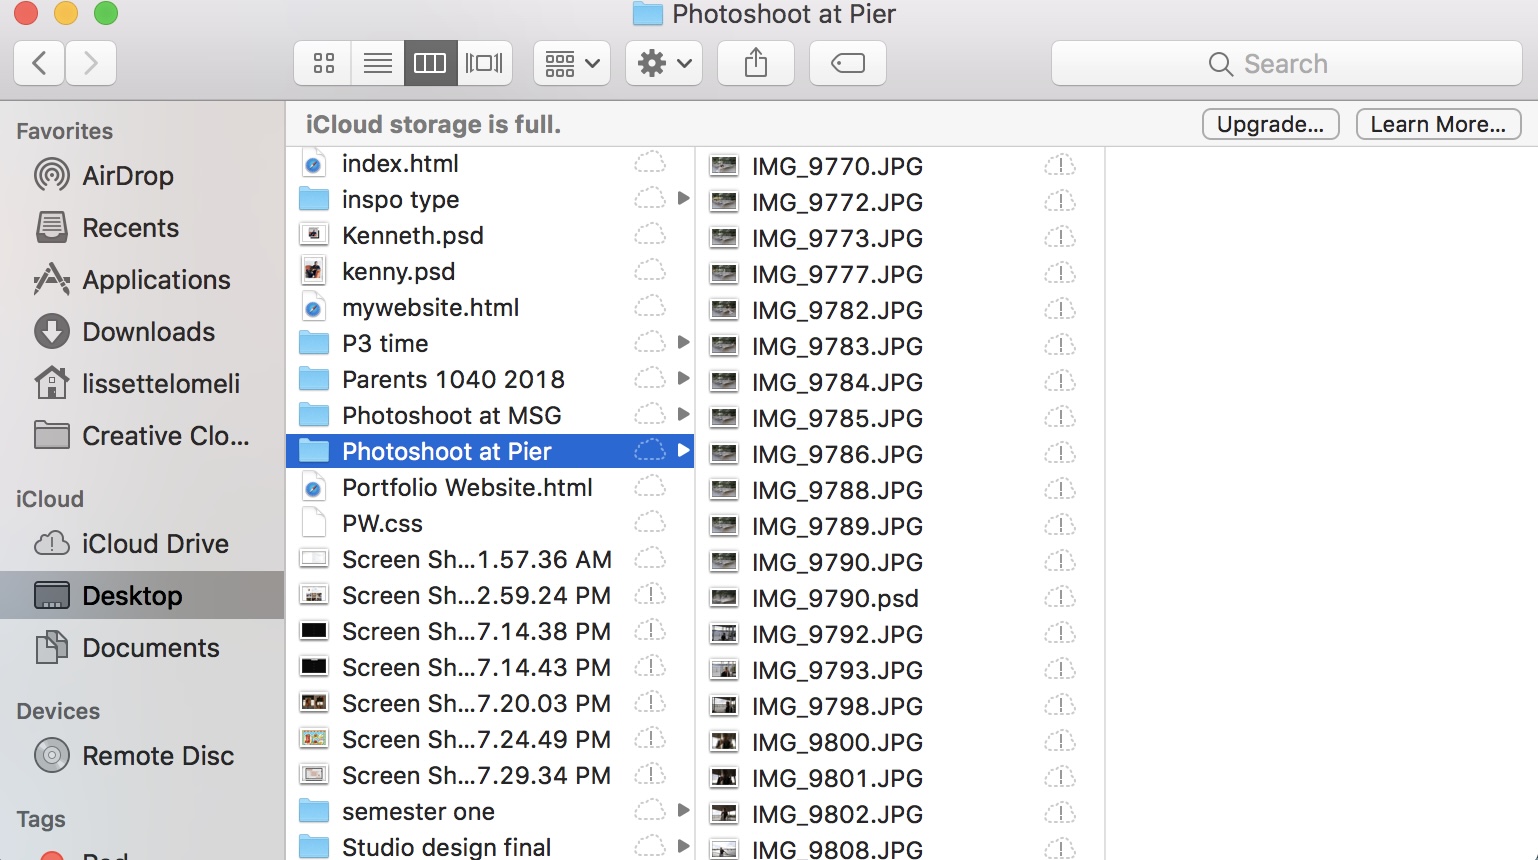 Photoshoot at Pier
Search
Favorites
AirDrop
Recents
Applications
Downloads
lissettelomeli
Creative Clo...
iCloud
iCloud Drive
Desktop
Documents
Devices
Remote Disc
Tags
Red
iCloud storage is full.
Upgrade...
Learn More...
index.html
inspo type
Kenneth.psd
kenny.psd
mywebsite.html
P3 time
Parents 1040 2018
Photoshoot at MSG
Photoshoot at Pier
Portfolio Website.html
PW.css
Screen Sh...1.57.36 AM
Screen Sh...2.59.24 PM
Screen Sh...7.14.38 PM
Screen Sh...7.14.43 PM
Screen Sh...7.20.03 PM
Screen Sh...7.24.49 PM
Screen Sh...7.29.34 PM
semester one
Studio design final
IMG_9770.JPG
IMG_9772.JPG
IMG_9773.JPG
IMG_9777.JPG
IMG_9782.JPG
IMG_9783.JPG
IMG_9784.JPG
IMG_9785.JPG
IMG_9786.JPG
IMG_9788.JPG
IMG_9789.JPG
IMG_9790.JPG
IMG_9790.psd
IMG_9792.JPG
IMG_9793.JPG
IMG_9798.JPG
IMG_9800.JPG
IMG_9801.JPG
IMG_9802.JPG
IMG_9808.JPG